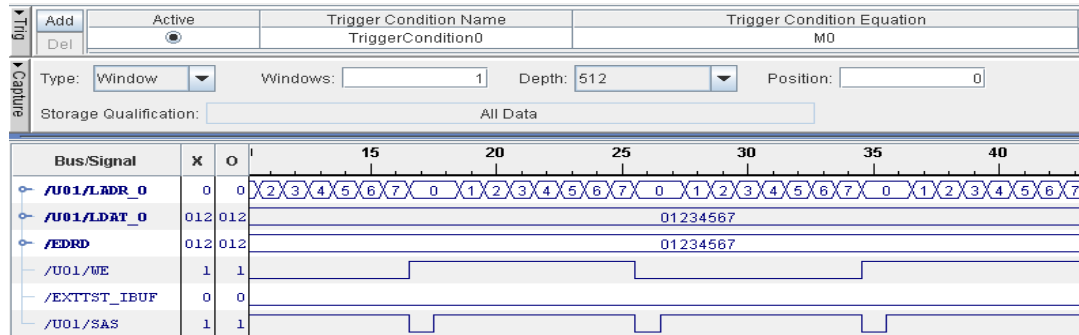 Trig
Add Active Trigger Condition Name Trigger Condition Equation
Del TriggerCondition0 M0
Capture
Type: Window Windows: 1 Depth: 512 Position: 0
Storage Qualification: All Data
Bus/Signal X O 15 20 25 30 35 40
/U01/LADR_0 0 0 2 3 4 5 6 7 0 1 2 3 4 5 6 7 0 1 2 3 4 5 6 7 0 1 2 3 4 5 6 7
/U01/LDAT_0 012 012 01234567
/EDRD 012 012 01234567
/U01/WE 1 1
/EXTTST_IBUF 0 0
/U01/SAS 1 1